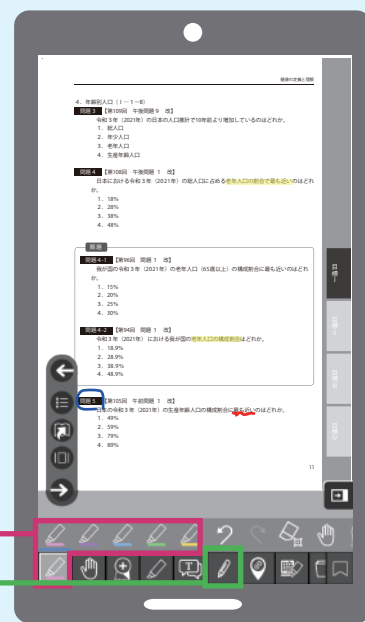 健康の定義と理解
4. 年齢別人口（Ⅰ－1－B）
問題 3 【第109回 午後問題 9 改】
令和 3 年（2021年）の日本の人口推計で10年前より増加しているのはどれか。
1. 総人口
2. 年少人口
3. 老年人口
4. 生産年齢人口
問題 4 【第108回 午後問題 1 改】
日本における令和 3 年（2021年）の総人口に占める老年人口の割合で最も近いのはどれ
か。
1. 18%
2. 28%
3. 38%
4. 48%
類題
問題 4-1 【第96回 問題 1 改】
我が国の令和 3 年（2021年）の老年人口（65歳以上）の構成割合に最も近いのはどれ
か。
1. 15%
2. 20%
3. 25%
4. 30%
問題 4-2 【第94回 問題 1 改】
令和 3 年（2021年）における我が国の老年人口の構成割合はどれか。
1. 18.9%
2. 28.9%
3. 38.9%
4. 48.9%
問題 5 【第105回 午前問題 1 改】
日本の令和 3 年（2021年）の生産年齢人口の構成割合に最も近いのはどれか。
1. 49%
2. 59%
3. 79%
4. 89%
11
目標Ⅰ
T